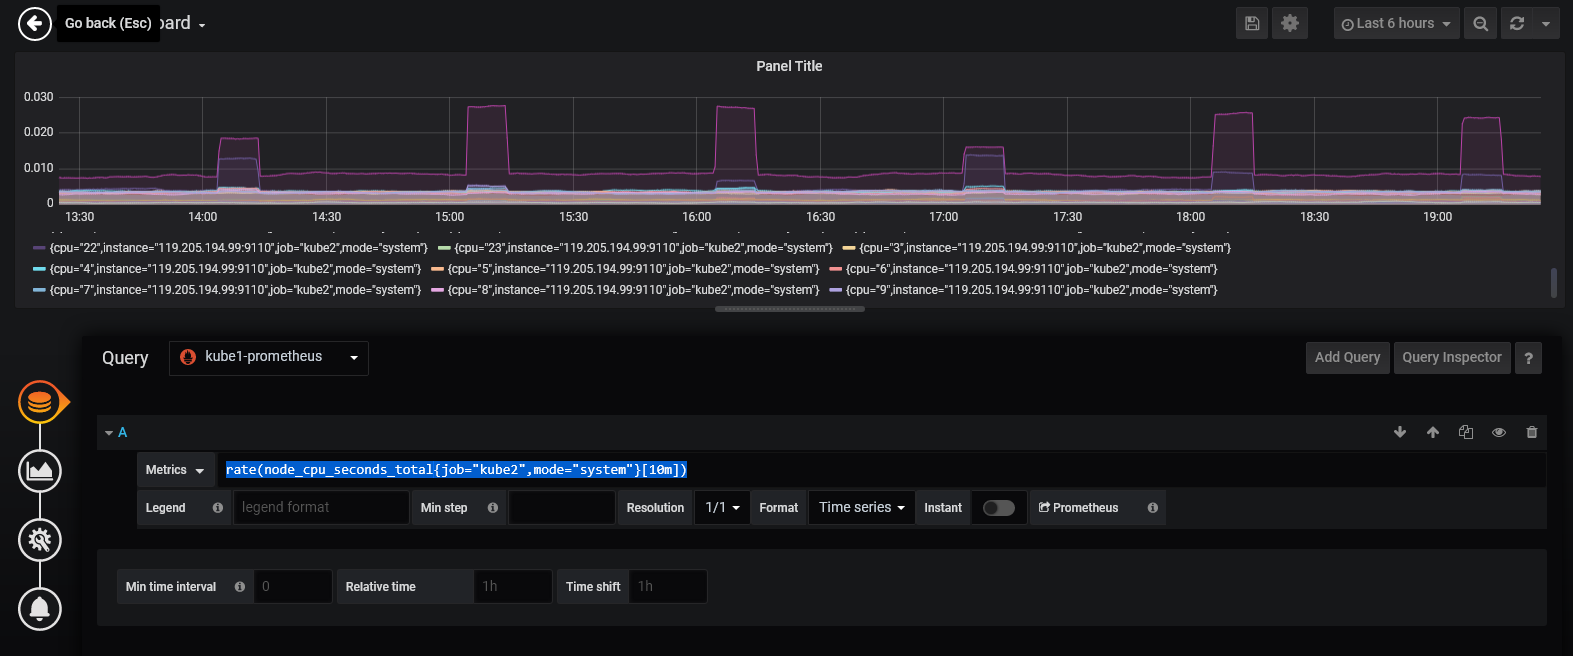 Go back (Esc) oard
Last 6 hours
Panel Title
0.030
0.020
0.010
0
13:30 14:00 14:30 15:00 15:30 16:00 16:30 17:00 17:30 18:00 18:30 19:00
{cpu="22",instance="119.205.194.99:9110",job="kube2",mode="system"} {cpu="23",instance="119.205.194.99:9110",job="kube2",mode="system"} {cpu="3",instance="119.205.194.99:9110",job="kube2",mode="system"}
{cpu="4",instance="119.205.194.99:9110",job="kube2",mode="system"} {cpu="5",instance="119.205.194.99:9110",job="kube2",mode="system"} {cpu="6",instance="119.205.194.99:9110",job="kube2",mode="system"}
{cpu="7",instance="119.205.194.99:9110",job="kube2",mode="system"} {cpu="8",instance="119.205.194.99:9110",job="kube2",mode="system"} {cpu="9",instance="119.205.194.99:9110",job="kube2",mode="system"}
Query kube1-prometheus Add Query Query Inspector ?
A
Metrics rate(node_cpu_seconds_total{job="kube2",mode="system"}[10m])
Legend legend format Min step Resolution 1/1 Format Time series Instant Prometheus
Min time interval 0 Relative time 1h Time shift 1h